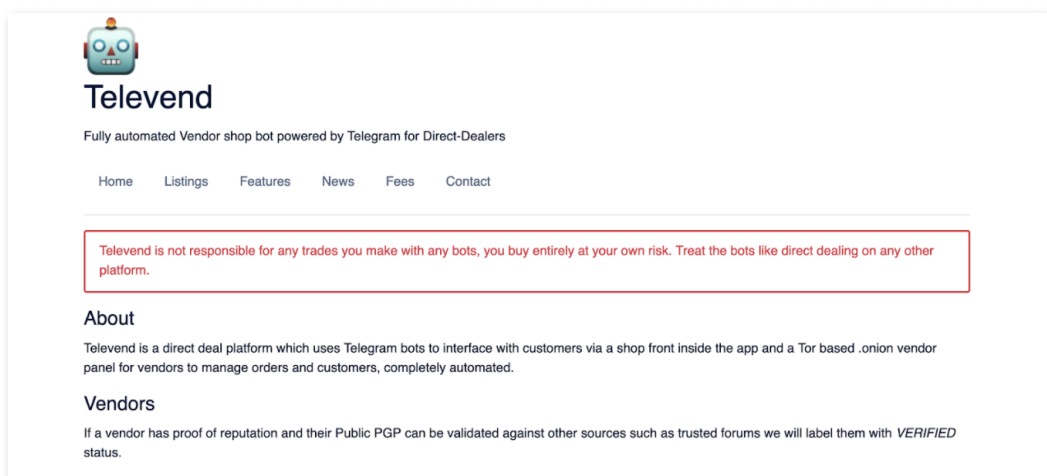 Televend
Fully automated Vendor shop bot powered by Telegram for Direct-Dealers
Home Listings Features News Fees Contact
Televend is not responsible for any trades you make with any bots, you buy entirely at your own risk. Treat the bots like direct dealing on any other
platform.
About
Televend is a direct deal platform which uses Telegram bots to interface with customers via a shop front inside the app and a Tor based .onion vendor
panel for vendors to manage orders and customers, completely automated.
Vendors
If a vendor has proof of reputation and their Public PGP can be validated against other sources such as trusted forums we will label them with VERIFIED
status.